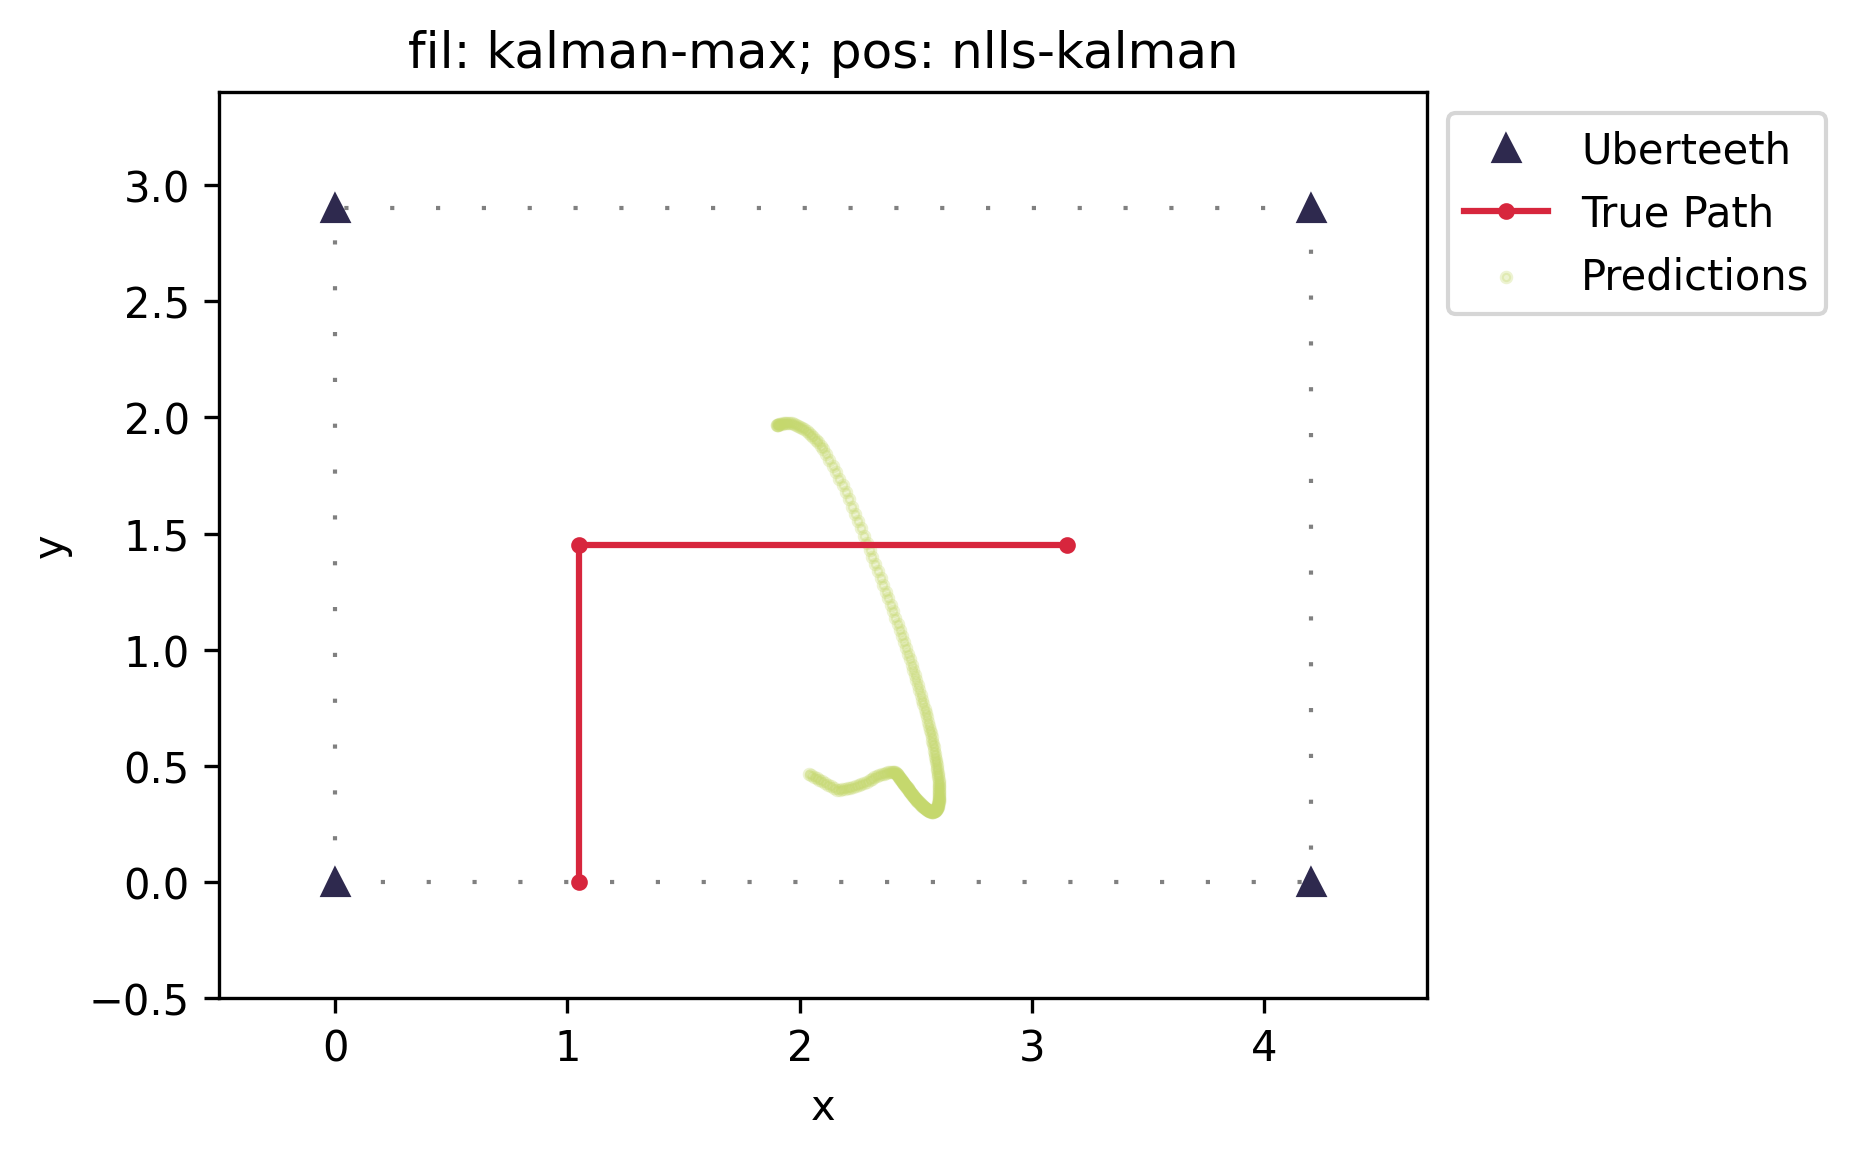 fil: kalman-max; pos: nlls-kalman
Uberteeth
True Path
Predictions
3.0
2.5
2.0
1.5
1.0
0.5
0.0
−0.5
y
0 1 2 3 4
x